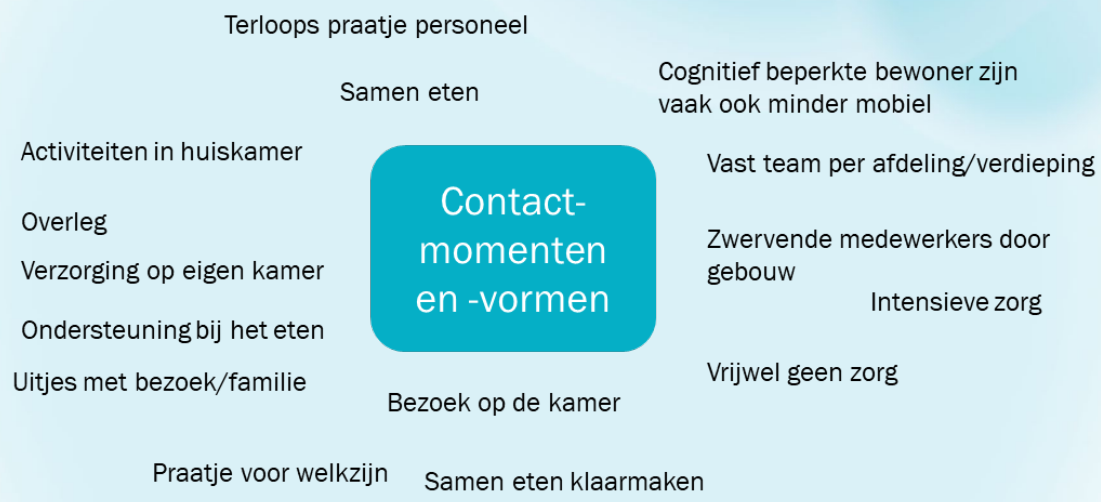 Terloops praatje personeel
Samen eten
Cognitief beperkte bewoner zijn
vaak ook minder mobiel
Activiteiten in huiskamer
Vast team per afdeling/verdieping
Contact-
momenten
en -vormen
Overleg
Zwervende medewerkers door
gebouw
Verzorging op eigen kamer
Intensieve zorg
Ondersteuning bij het eten
Vrijwel geen zorg
Uitjes met bezoek/familie
Bezoek op de kamer
Praatje voor welkzijn
Samen eten klaarmaken